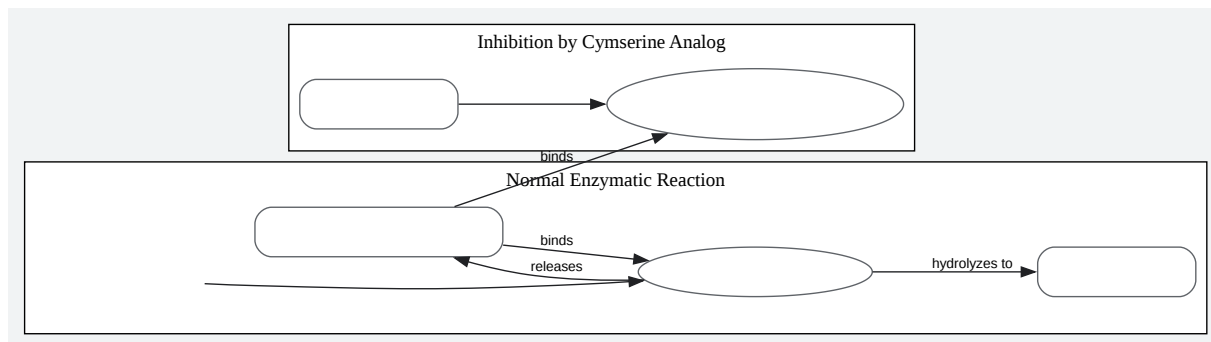 Inhibition by Cymserine Analog
binds
Normal Enzymatic Reaction
binds
releases
hydrolyzes to